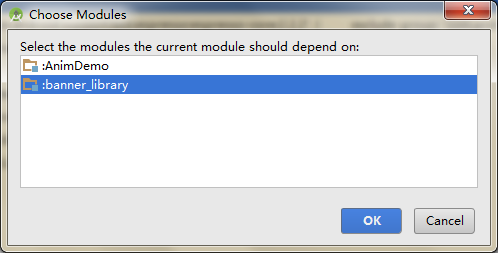 Choose Modules
Select the modules the current module should depend on:
:AnimDemo
:banner_library
OK
Cancel